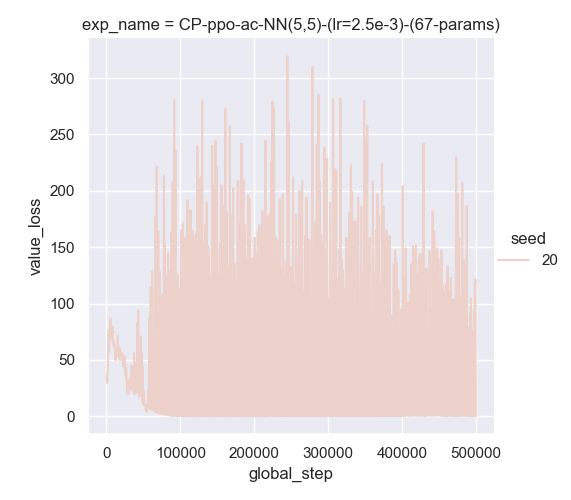 exp_name = CP-ppo-ac-NN(5,5)-(lr=2.5e-3)-(67-params)
300
250
200
150
100
50
0
value_loss
0 100000 200000 300000 400000 500000
global_step
seed
20